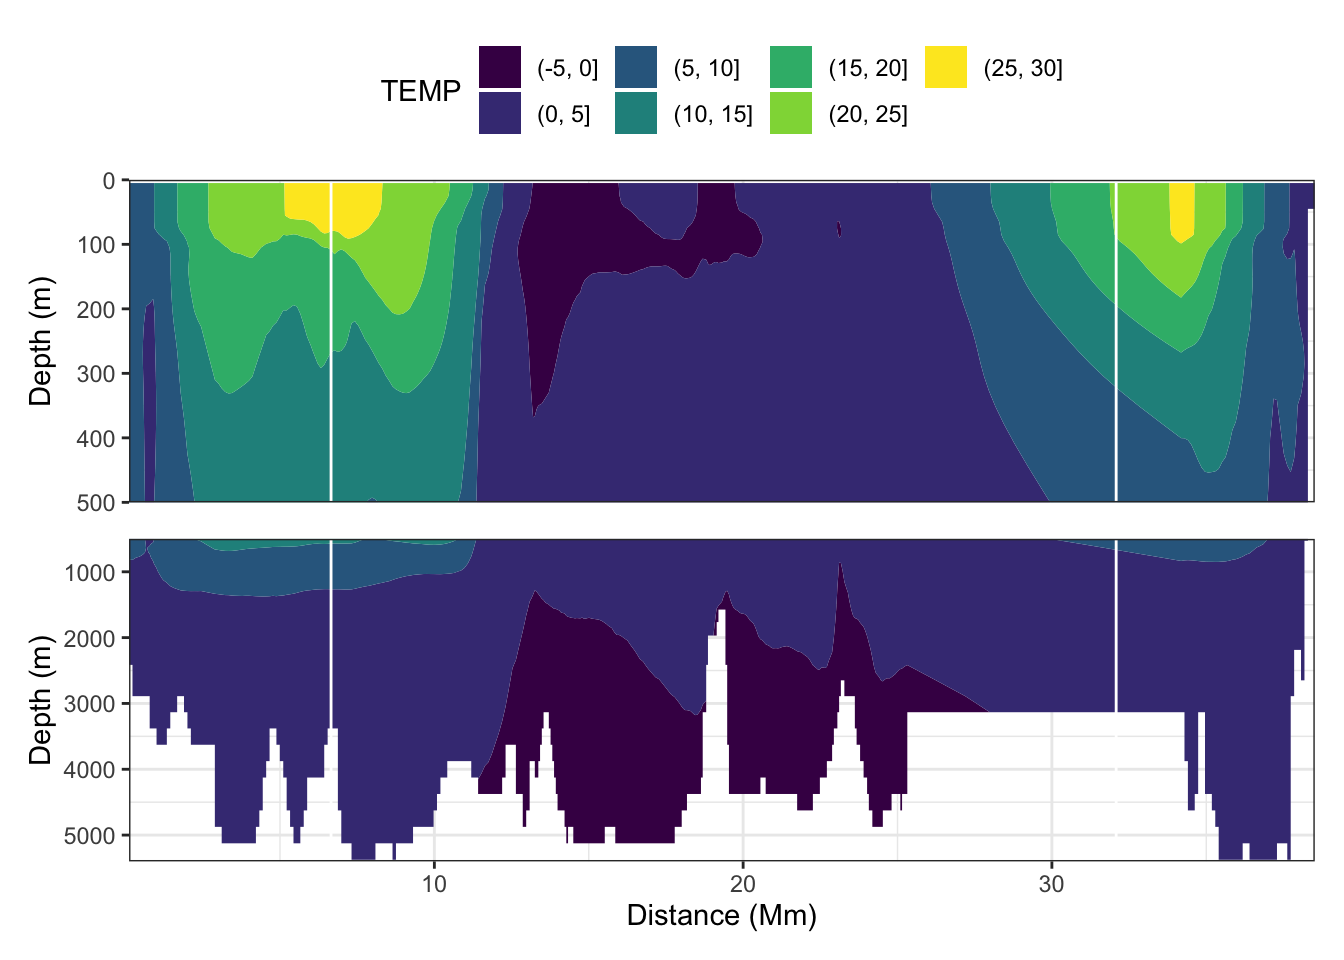 TEMP
(-5, 0] (5, 10] (15, 20] (25, 30]
(0, 5] (10, 15] (20, 25]
Depth (m)
0
100
200
300
400
500
Depth (m)
1000
2000
3000
4000
5000
10 20 30
Distance (Mm)